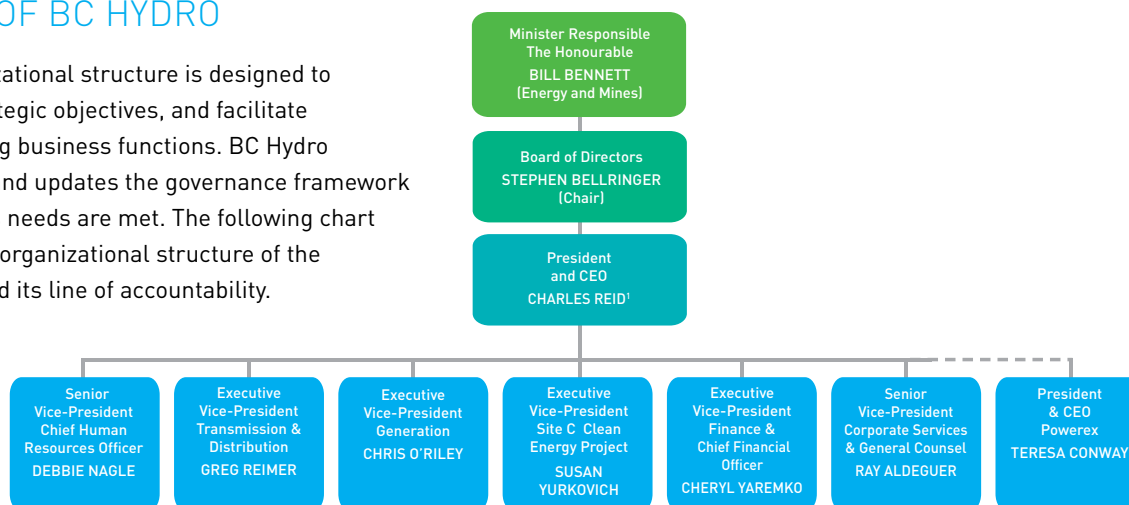 OF BC HYDRO
ational structure is designed to
tegic objectives, and facilitate
g business functions. BC Hydro
nd updates the governance framework
needs are met. The following chart
organizational structure of the
d its line of accountability.
Minister Responsible
The Honourable
BILL BENNETT
(Energy and Mines)
Board of Directors
STEPHEN BELLRINGER
(Chair)
President
and CEO
CHARLES REID¹
Senior
Vice-President
Chief Human
Resources Officer
DEBBIE NAGLE
Executive
Vice-President
Transmission &
Distribution
GREG REIMER
Executive
Vice-President
Generation
CHRIS O'RILEY
Executive
Vice-President
Site C Clean
Energy Project
SUSAN
YURKOVICH
Executive
Vice-President
Finance &
Chief Financial
Officer
CHERYL YAREMKO
Senior
Vice-President
Corporate Services
& General Counsel
RAY ALDEGUER
President
& CEO
Powerex
TERESA CONWAY